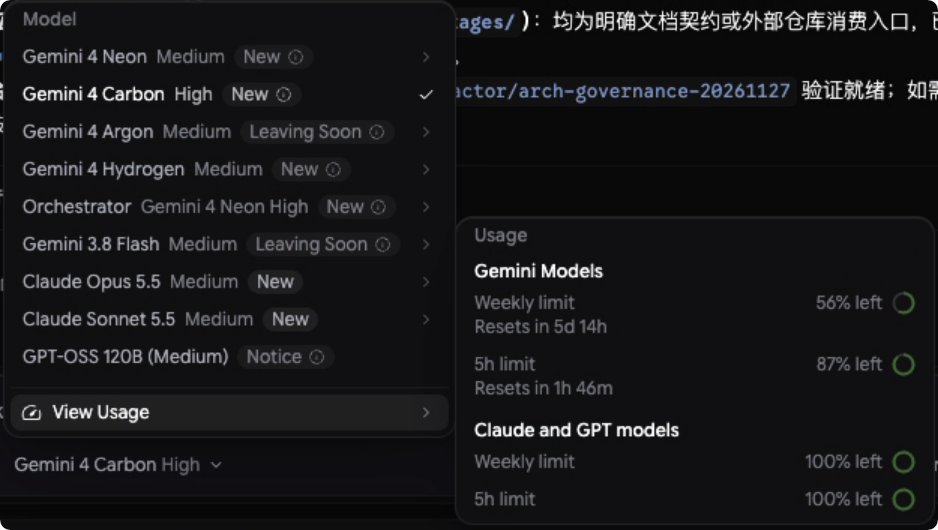 Model
Gemini 4 Neon Medium New
Gemini 4 Carbon High New
Gemini 4 Argon Medium Leaving Soon
Gemini 4 Hydrogen Medium New
Orchestrator Gemini 4 Neon High New
Gemini 3.8 Flash Medium Leaving Soon
Claude Opus 5.5 Medium New
Claude Sonnet 5.5 Medium New
GPT-OSS 120B (Medium) Notice
View Usage
Gemini 4 Carbon High
ages/ )：均为明确文档契约或外部仓库消费入口，
actor/arch-governance-20261127 验证就绪；如需
Usage
Gemini Models
Weekly limit 56% left
Resets in 5d 14h
5h limit 87% left
Resets in 1h 46m
Claude and GPT models
Weekly limit 100% left
5h limit 100% left